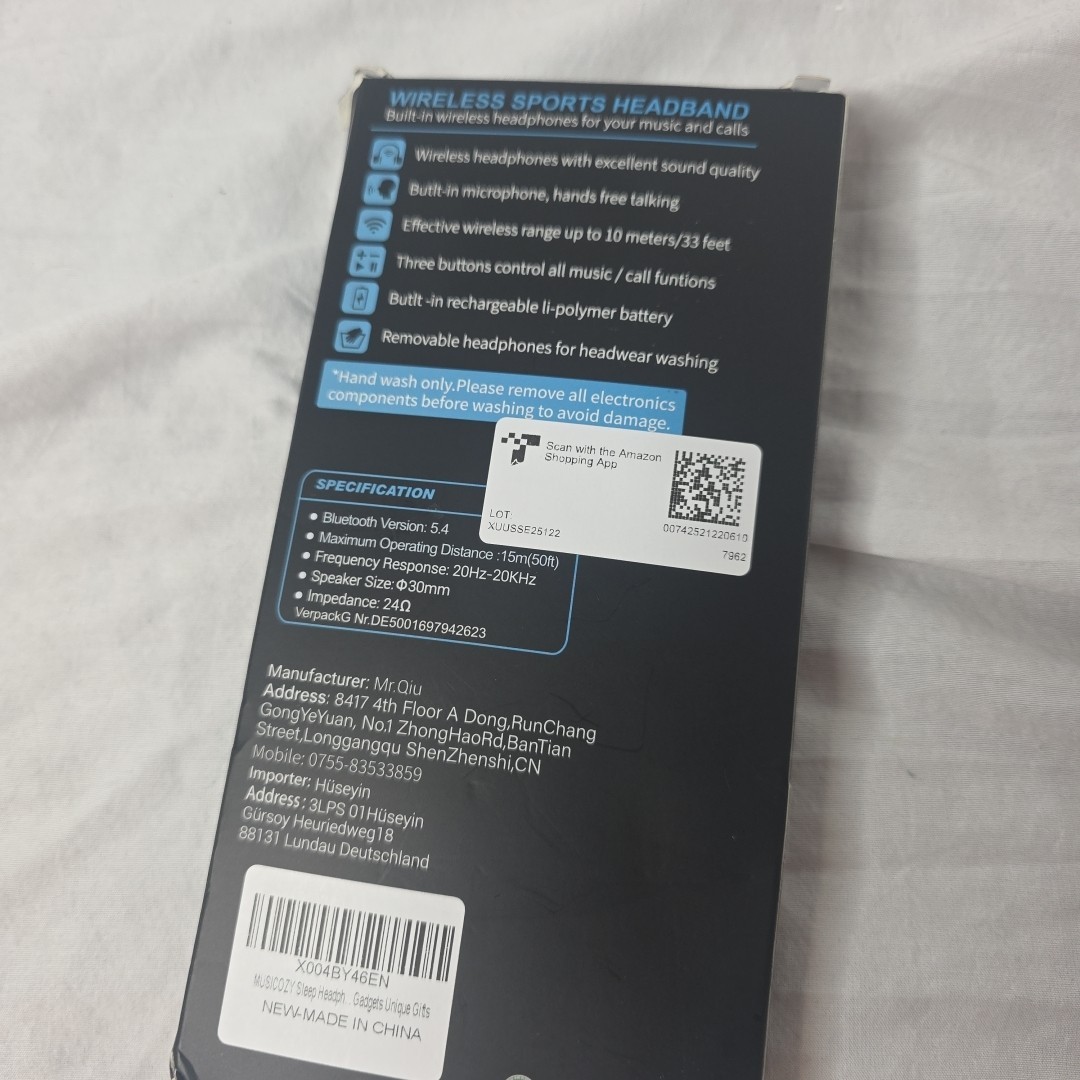 WIRELESS SPORTS HEADBAND
Built-in wireless headphones for your music and calls
Wireless headphones with excellent sound quality
Butlt-in microphone, hands free talking
Effective wireless range up to 10 meters/33 feet
Three buttons control all music / call funtions
Butlt -in rechargeable li-polymer battery
Removable headphones for headwear washing
*Hand wash only.Please remove all electronics
components before washing to avoid damage.
Scan with the Amazon
Shopping App
LOT:
XUUSSE25122
00742521220610
7962
SPECIFICATION
• Bluetooth Version: 5.4
• Maximum Operating Distance :15m(50ft)
• Frequency Response: 20Hz-20KHz
• Speaker Size:Φ30mm
• Impedance: 24Ω
VerpackG Nr.DE5001697942623
Manufacturer: Mr.Qiu
Address: 8417 4th Floor A Dong,RunChang
GongYeYuan, No.1 ZhongHaoRd,BanTian
Street,Longgangqu ShenZhenshi,CN
Mobile: 0755-83533859
Importer: Hüseyin
Address: 3LPS 01Hüseyin
Gürsoy Heuriedweg18
88131 Lundau Deutschland
X004BY46EN
MUSICOZY Sleep Headph... Gadgets Unique Gifts
NEW-MADE IN CHINA